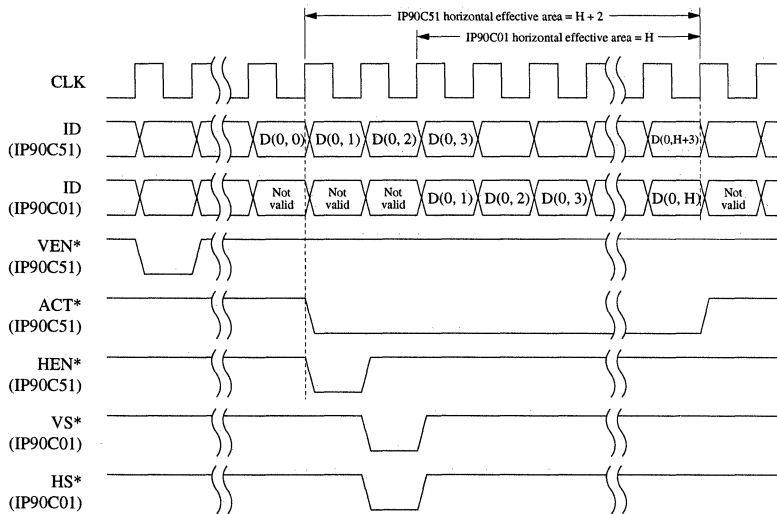 IP90C51 horizontal effective area = H + 2
IP90C01 horizontal effective area = H
CLK
ID
(IP90C51)
D(0, 0) D(0, 1) D(0, 2) D(0, 3) D(0,H+3)
ID
(IP90C01)
Not valid Not valid Not valid D(0, 1) D(0, 2) D(0, 3) D(0, H) Not valid
VEN*
(IP90C51)
ACT*
(IP90C51)
HEN*
(IP90C51)
VS*
(IP90C01)
HS*
(IP90C01)